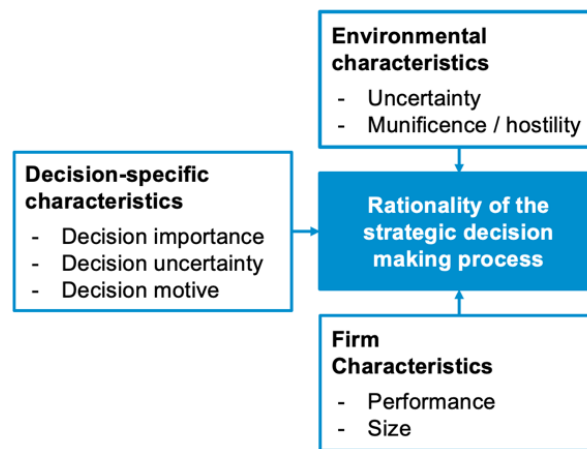 Environmental
characteristics
- Uncertainty
- Munificence / hostility
Decision-specific
characteristics
- Decision importance
- Decision uncertainty
- Decision motive
Rationality of the
strategic decision
making process
Firm
Characteristics
- Performance
- Size